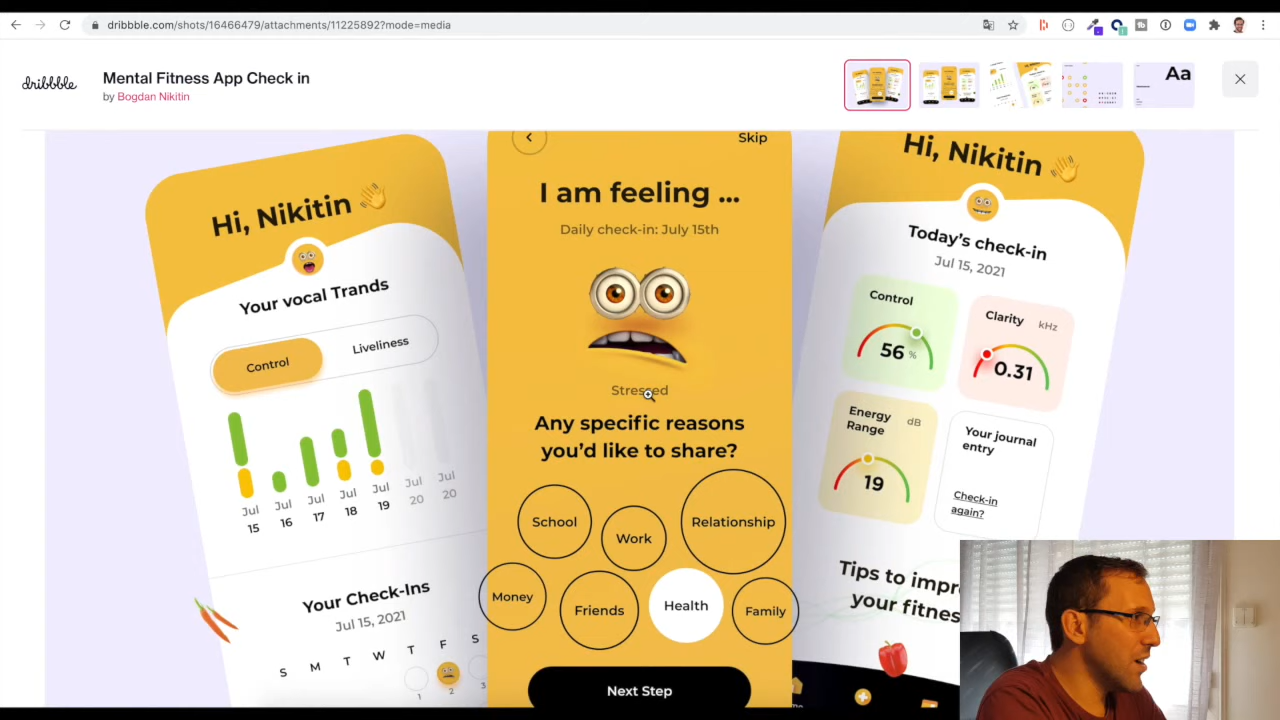 dribbble.com/shots/16466479/attachments/11225892?mode=media
dribbble
Mental Fitness App Check in
by Bogdan Nikitin
Aa
Hi, Nikitin 👋
Your vocal Trands
Control
Liveliness
Jul 15
Jul 16
Jul 17
Jul 18
Jul 19
Jul 20
Jul 20
Your Check-Ins
Jul 15, 2021
S M T W T F S
1 2 3
Skip
I am feeling ...
Daily check-in: July 15th
Stressed
Any specific reasons
you'd like to share?
School
Work
Relationship
Money
Friends
Health
Family
Next Step
Hi, Nikitin 👋
Today's check-in
Jul 15, 2021
Control
56 %
Clarity kHz
0.31
Energy
Range dB
19
Your journal
entry
Check-in
again?
Tips to impr
your fitnes